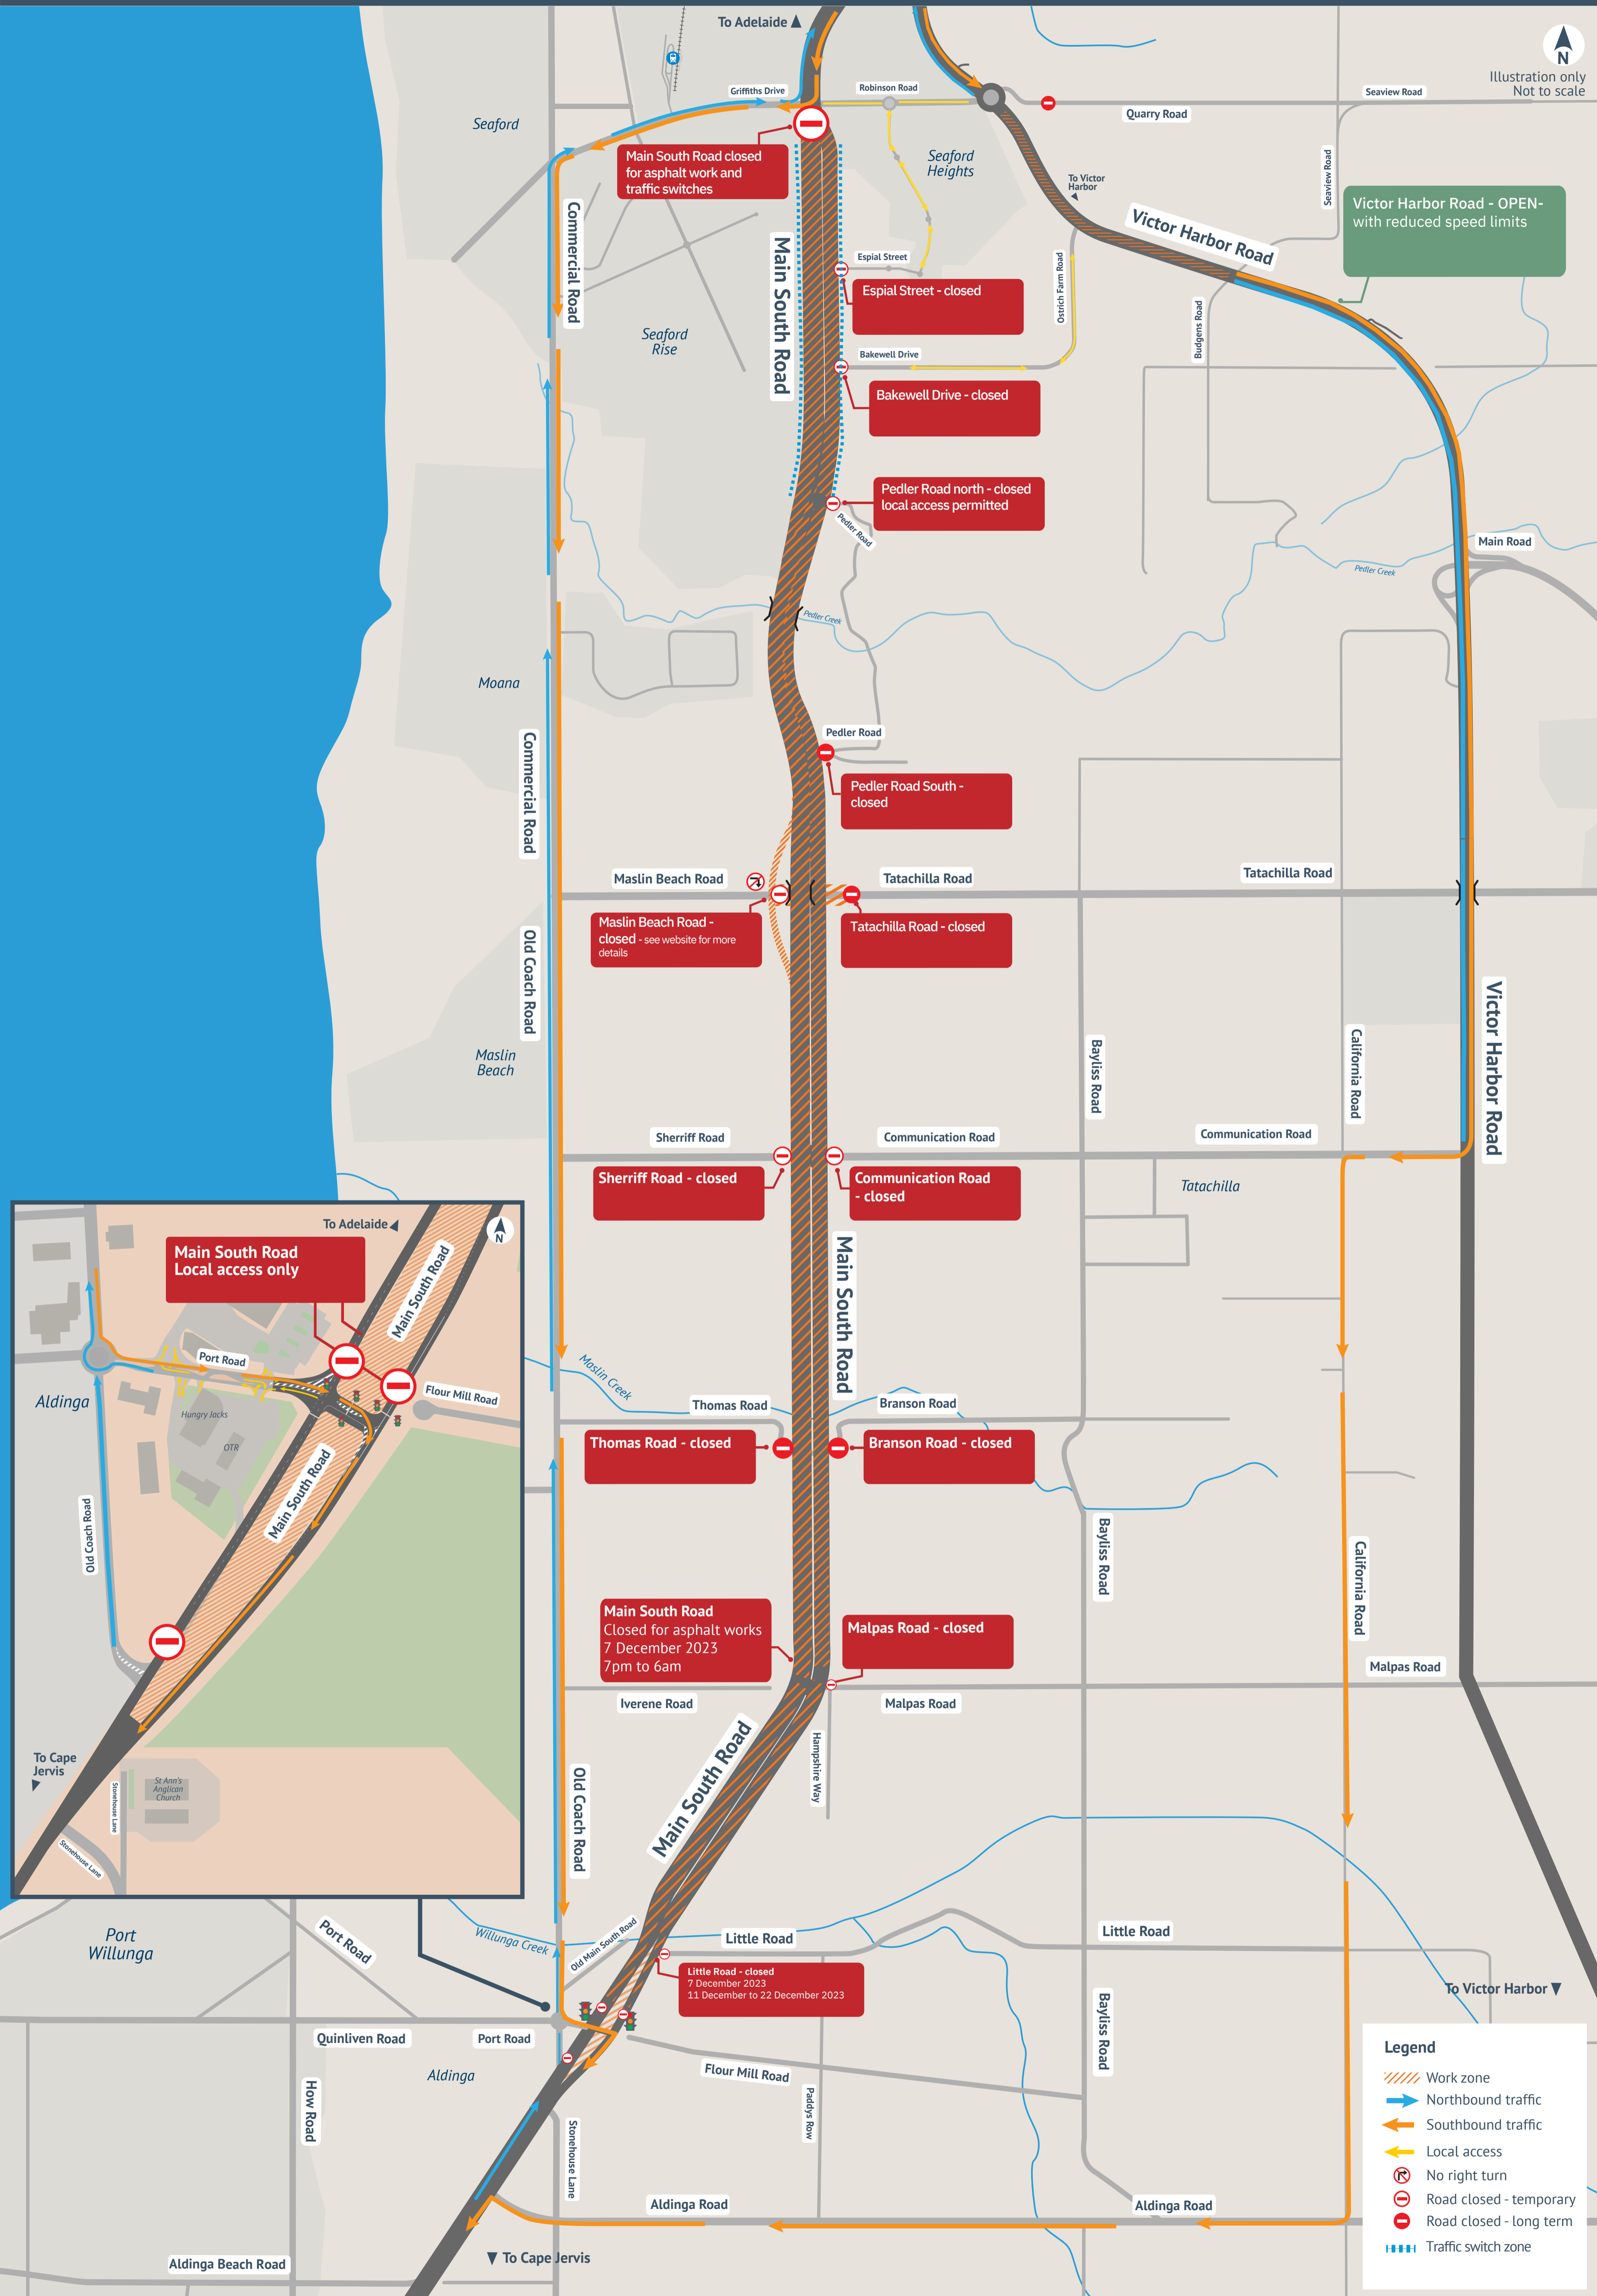 To Adelaide
N
Illustration only
Not to scale
Griffiths Drive
Robinson Road
Seaview Road
Quarry Road
Seaford
Main South Road closed
for asphalt work and
traffic switches
Seaford
Heights
To Victor
Harbor
Seaview Road
Victor Harbor Road - OPEN-
with reduced speed limits
Victor Harbor Road
Commercial Road
Main South Road
Espial Street
Espial Street - closed
Ostrich Farm Road
Budgens Road
Seaford
Rise
Bakewell Drive
Bakewell Drive - closed
Pedler Road north - closed
local access permitted
Pedler Road
Main Road
Pedler Creek
Pedler Creek
Moana
Pedler Road
Commercial Road
Pedler Road South -
closed
Maslin Beach Road
Tatachilla Road
Tatachilla Road
Maslin Beach Road -
closed - see website for more
details
Tatachilla Road - closed
Old Coach Road
Victor Harbor Road
Maslin
Beach
Bayliss Road
California Road
Sherriff Road
Communication Road
Communication Road
Sherriff Road - closed
Communication Road
- closed
Tatachilla
Main South Road
To Adelaide
N
Main South Road
Local access only
Main South Road
Port Road
Flour Mill Road
Aldinga
Hungry Jacks
OTR
Main South Road
Old Coach Road
To Cape
Jervis
St Ann's
Anglican
Church
Stonehouse Lane
Stonehouse Lane
Maslin Creek
Thomas Road
Branson Road
Thomas Road - closed
Branson Road - closed
Bayliss Road
California Road
Main South Road
Closed for asphalt works
7 December 2023
7pm to 6am
Malpas Road - closed
Malpas Road
Iverene Road
Malpas Road
Hampshire Way
Main South Road
Old Coach Road
Port
Willunga
Port Road
Willunga Creek
Old Main South Road
Little Road
Little Road
Little Road - closed
7 December 2023
11 December to 22 December 2023
To Victor Harbor
Quinliven Road
Port Road
Bayliss Road
Aldinga
Flour Mill Road
How Road
Paddys Row
Stonehouse Lane
Aldinga Road
Aldinga Road
To Cape Jervis
Aldinga Beach Road
Legend
Work zone
Northbound traffic
Southbound traffic
Local access
No right turn
Road closed - temporary
Road closed - long term
Traffic switch zone